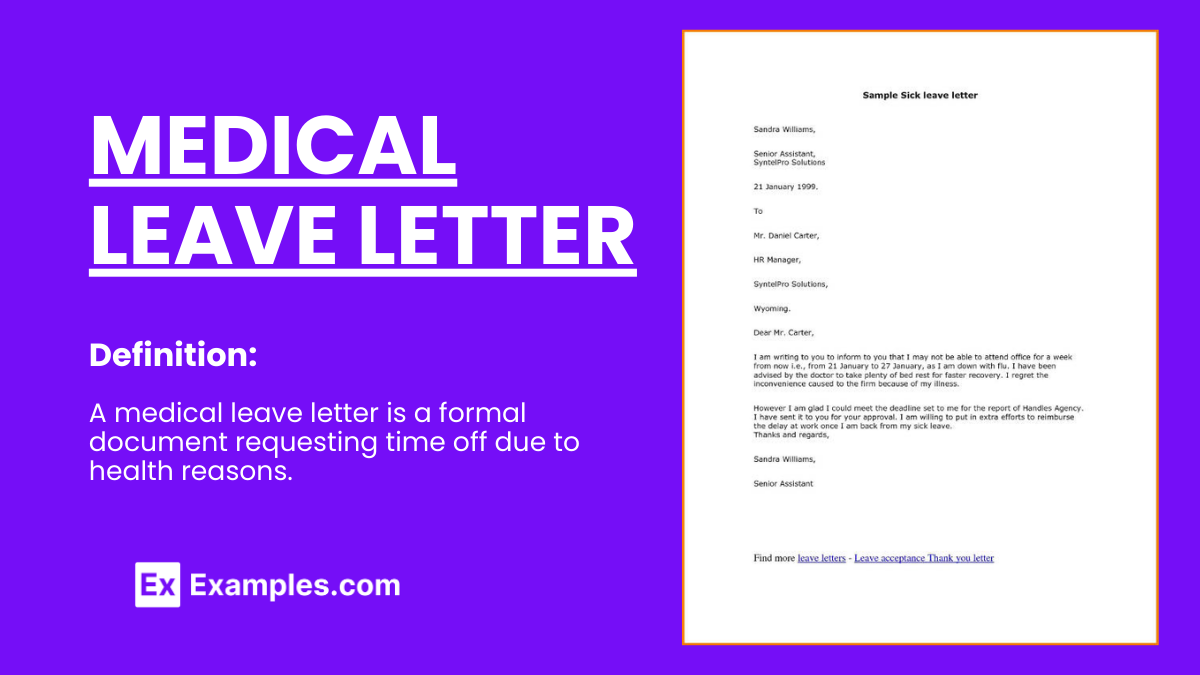 MEDICAL
LEAVE LETTER
Definition:
A medical leave letter is a formal
document requesting time off due to
health reasons.
Ex Examples.com
Sample Sick leave letter
Sandra Williams,
Senior Assistant,
SyntelPro Solutions
21 January 1999.
To
Mr. Daniel Carter,
HR Manager,
SyntelPro Solutions,
Wyoming.
Dear Mr. Carter,
I am writing to you to inform to you that I may not be able to attend office for a week
from now i.e., from 21 January to 27 January, as I am down with flu. I have been
advised by the doctor to take plenty of bed rest for faster recovery. I regret the
inconvenience caused to the firm because of my illness.
However I am glad I could meet the deadline set to me for the report of Handles Agency.
I have sent it to you for your approval. I am willing to put in extra efforts to reimburse
the delay at work once I am back from my sick leave.
Thanks and regards,
Sandra Williams,
Senior Assistant
Find more leave letters - Leave acceptance Thank you letter